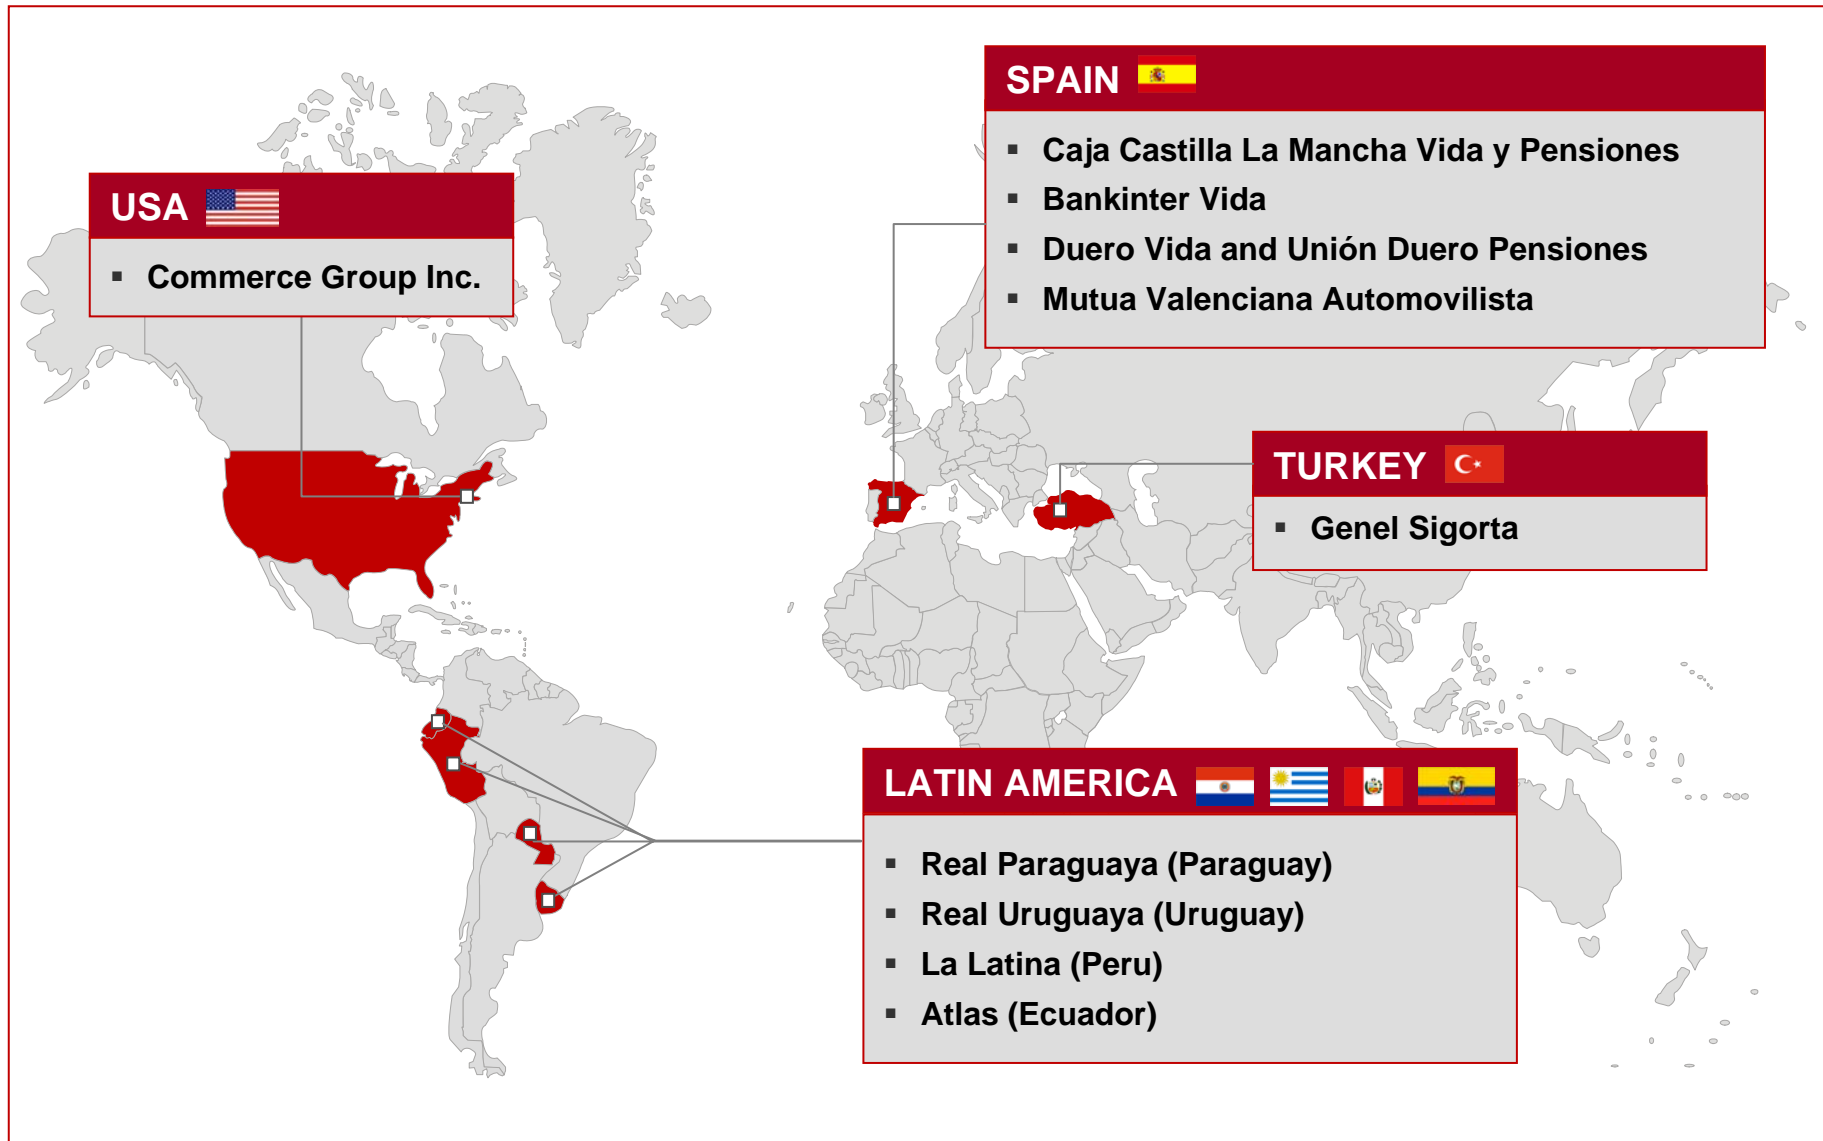 USA
▪ Commerce Group Inc.
SPAIN
▪ Caja Castilla La Mancha Vida y Pensiones
▪ Bankinter Vida
▪ Duero Vida and Unión Duero Pensiones
▪ Mutua Valenciana Automovilista
TURKEY
▪ Genel Sigorta
LATIN AMERICA
▪ Real Paraguaya (Paraguay)
▪ Real Uruguaya (Uruguay)
▪ La Latina (Peru)
▪ Atlas (Ecuador)